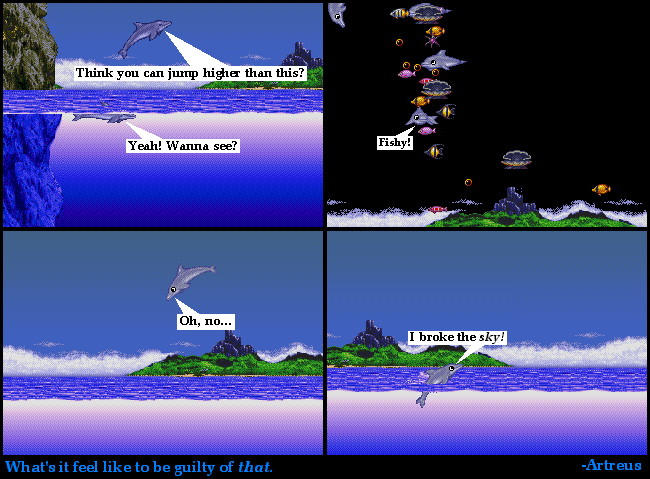 Think you can jump higher than this?
Yeah! Wanna see?
Fishy!
Oh, no...
I broke the sky!
What's it feel like to be guilty of that.
-Artreus